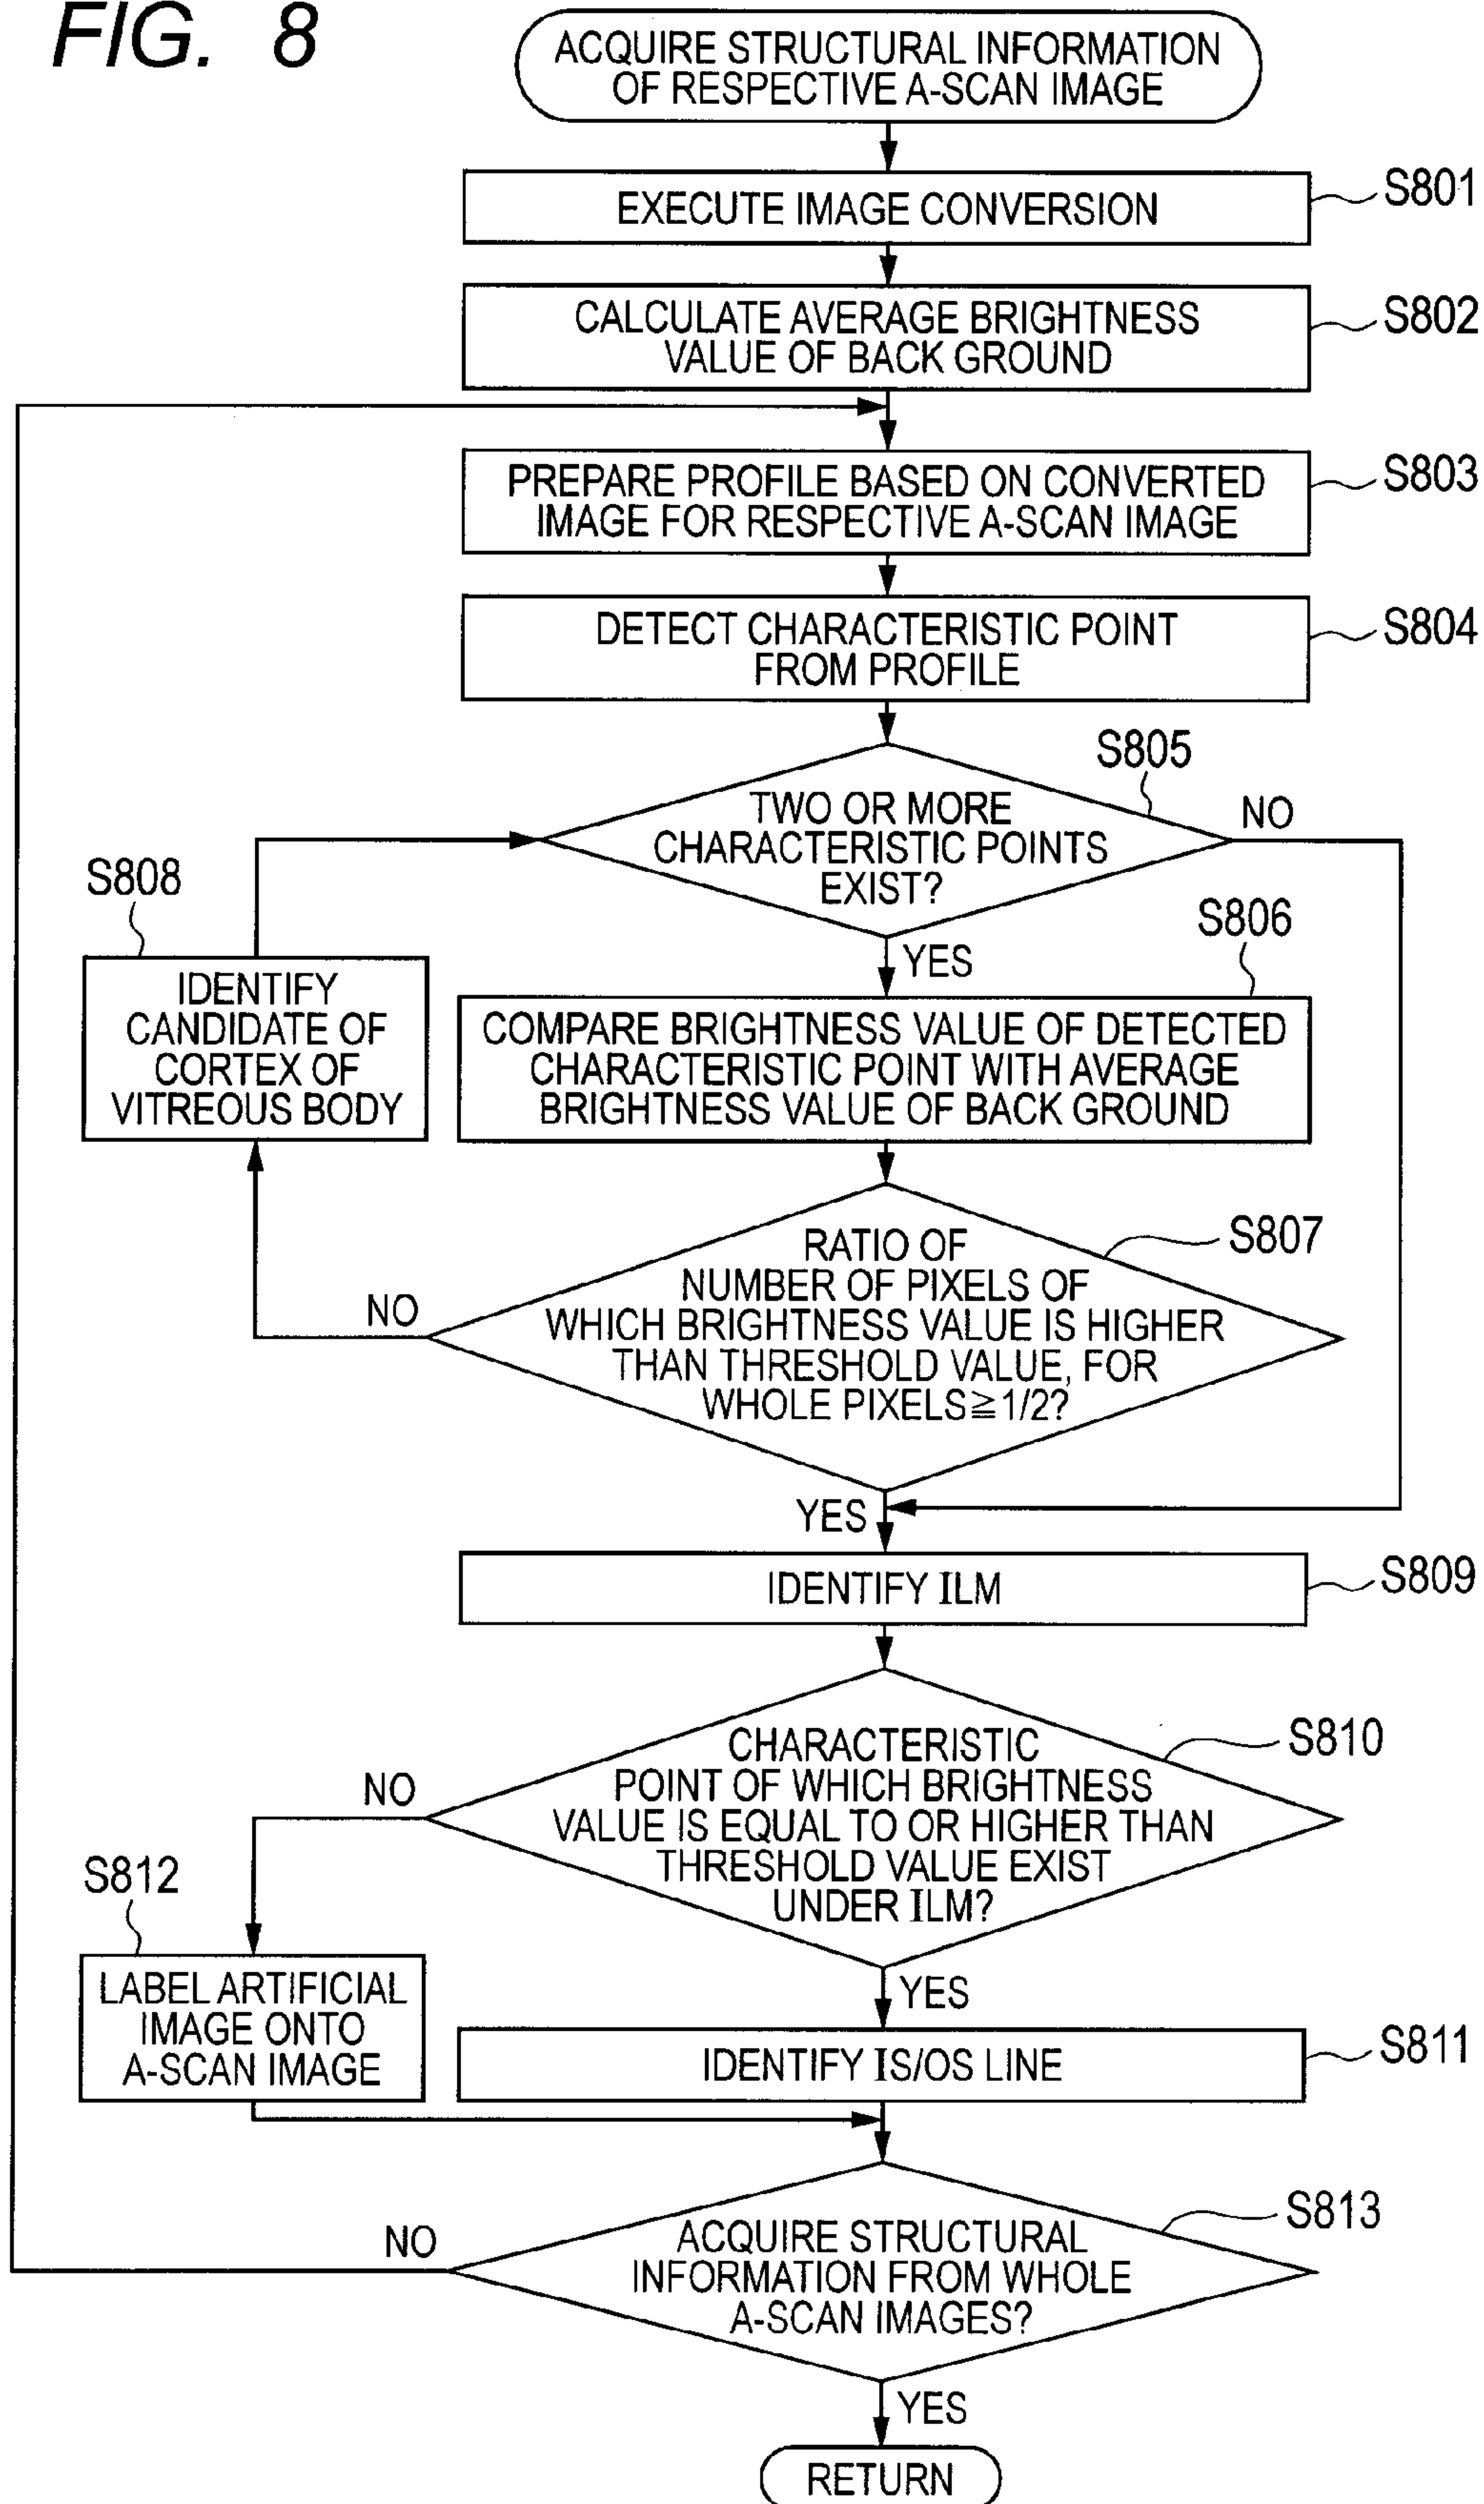 FIG. 8
ACQUIRE STRUCTURAL INFORMATION
OF RESPECTIVE A-SCAN IMAGE
EXECUTE IMAGE CONVERSION
S801
CALCULATE AVERAGE BRIGHTNESS
VALUE OF BACK GROUND
S802
PREPARE PROFILE BASED ON CONVERTED
IMAGE FOR RESPECTIVE A-SCAN IMAGE
S803
DETECT CHARACTERISTIC POINT
FROM PROFILE
S804
S805
TWO OR MORE
CHARACTERISTIC POINTS
EXIST?
NO
YES
S808
IDENTIFY
CANDIDATE OF
CORTEX OF
VITREOUS BODY
S806
COMPARE BRIGHTNESS VALUE OF DETECTED
CHARACTERISTIC POINT WITH AVERAGE
BRIGHTNESS VALUE OF BACK GROUND
S807
RATIO OF
NUMBER OF PIXELS OF
WHICH BRIGHTNESS VALUE IS HIGHER
THAN THRESHOLD VALUE, FOR
WHOLE PIXELS≧1/2?
NO
YES
IDENTIFY ILM
S809
S810
CHARACTERISTIC
POINT OF WHICH BRIGHTNESS
VALUE IS EQUAL TO OR HIGHER THAN
THRESHOLD VALUE EXIST
UNDER ILM?
NO
YES
S812
LABEL ARTIFICIAL
IMAGE ONTO
A-SCAN IMAGE
IDENTIFY IS/OS LINE
S811
S813
ACQUIRE STRUCTURAL
INFORMATION FROM WHOLE
A-SCAN IMAGES?
NO
YES
RETURN